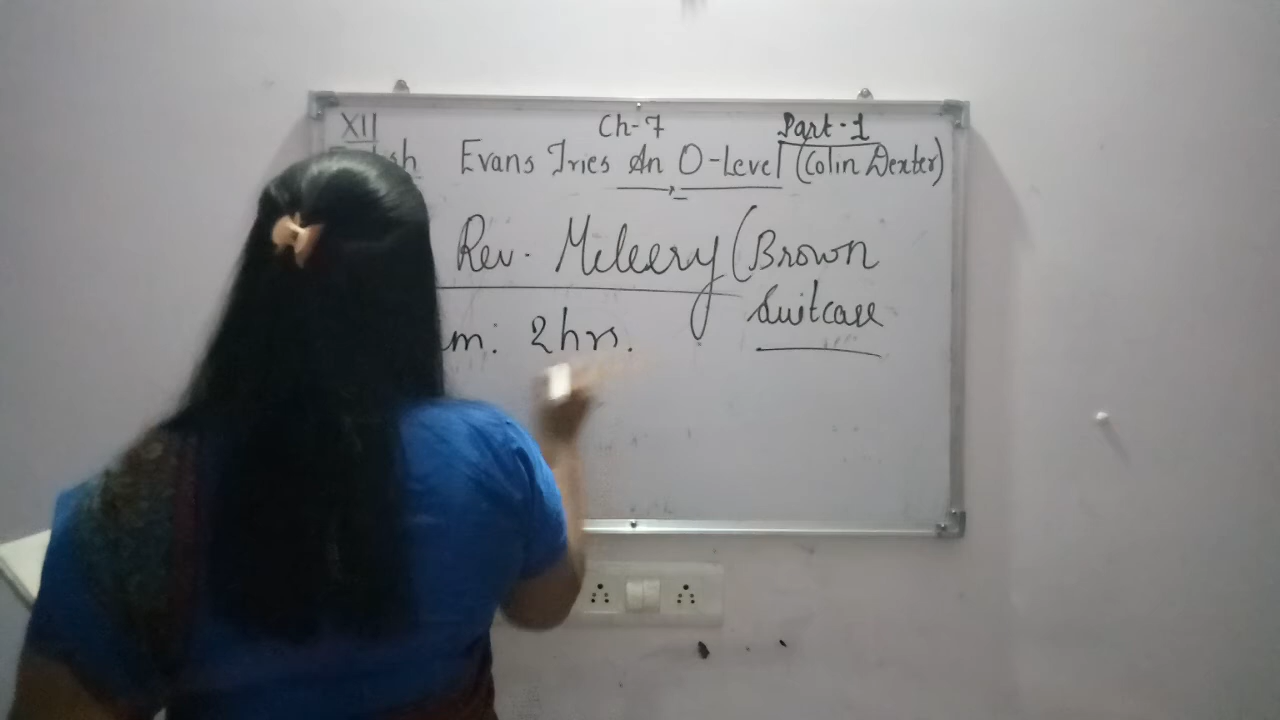 XII Ch-7 Part-1
Evans Tries An O-Level (Colin Dexter)
Rev. Mcleery (Brown
Suitcase
m: 2hrs.